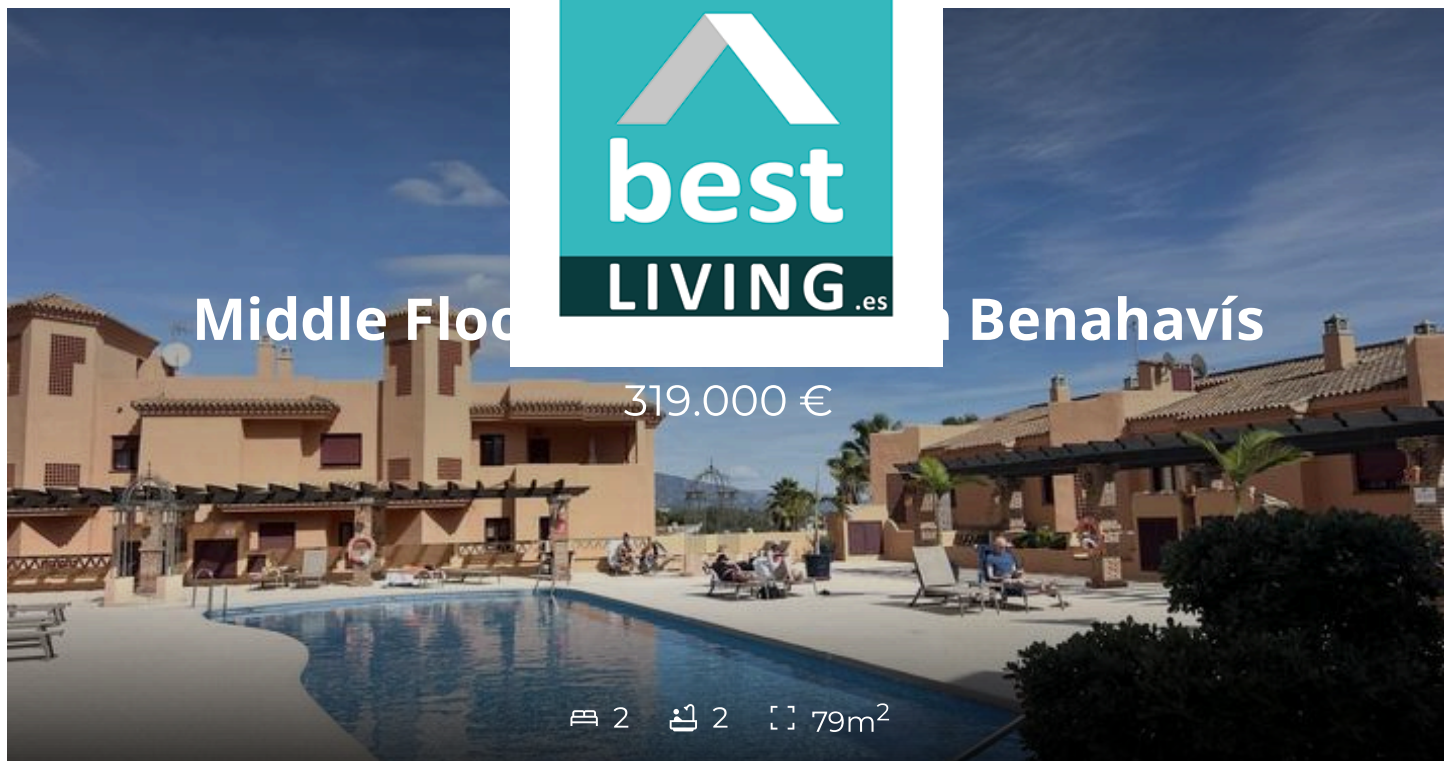 best
LIVING.es
Middle Floo Benahavís
319.000 €
2 2 79m²